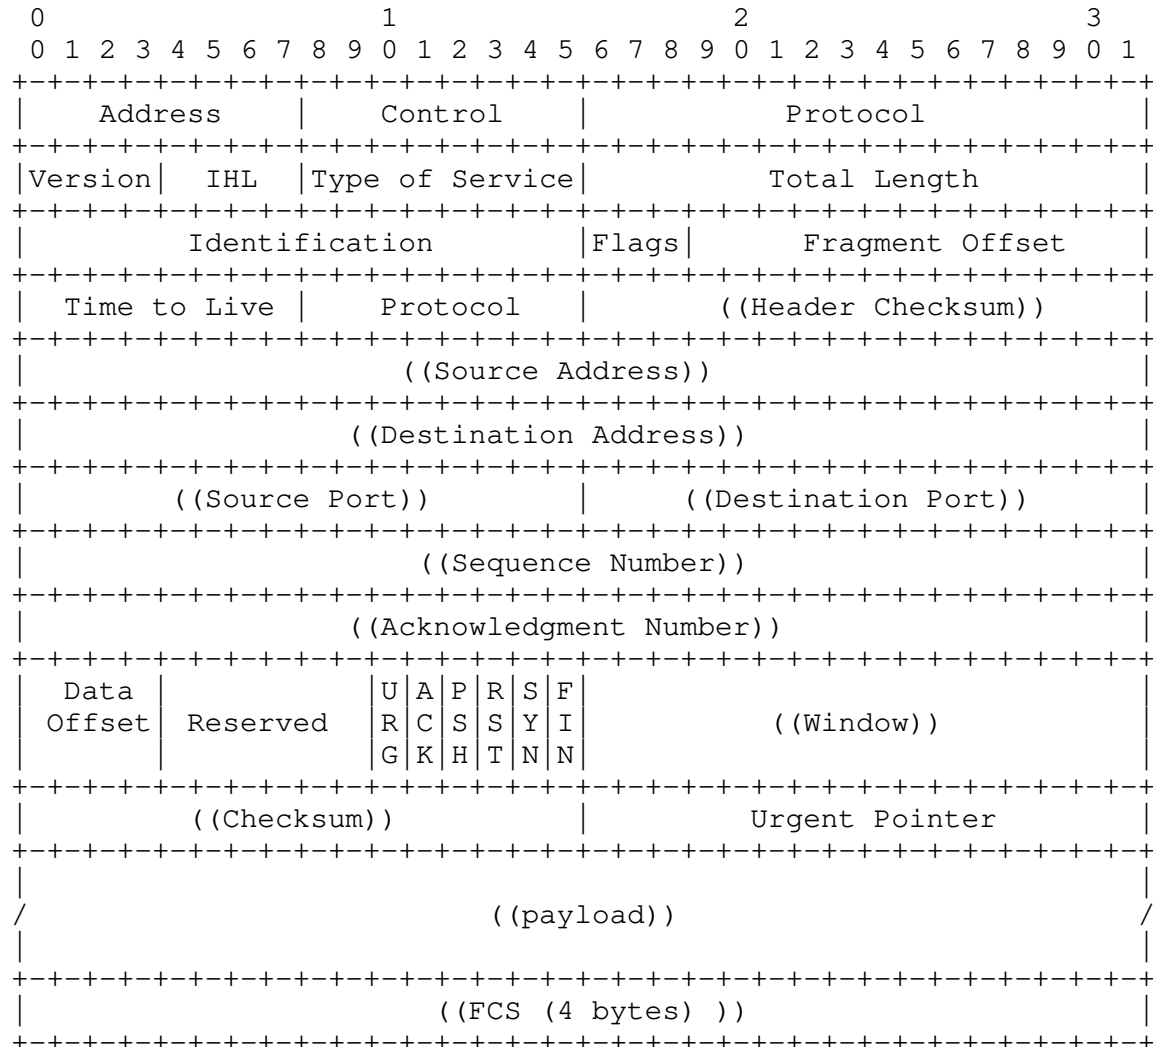 0                   1                   2                   3
 0 1 2 3 4 5 6 7 8 9 0 1 2 3 4 5 6 7 8 9 0 1 2 3 4 5 6 7 8 9 0 1
+-+-+-+-+-+-+-+-+-+-+-+-+-+-+-+-+-+-+-+-+-+-+-+-+-+-+-+-+-+-+-+-+
|    Address    |    Control    |           Protocol            |
+-+-+-+-+-+-+-+-+-+-+-+-+-+-+-+-+-+-+-+-+-+-+-+-+-+-+-+-+-+-+-+-+
|Version|  IHL  |Type of Service|          Total Length         |
+-+-+-+-+-+-+-+-+-+-+-+-+-+-+-+-+-+-+-+-+-+-+-+-+-+-+-+-+-+-+-+-+
|         Identification        |Flags|      Fragment Offset    |
+-+-+-+-+-+-+-+-+-+-+-+-+-+-+-+-+-+-+-+-+-+-+-+-+-+-+-+-+-+-+-+-+
|  Time to Live |    Protocol   |       ((Header Checksum))     |
+-+-+-+-+-+-+-+-+-+-+-+-+-+-+-+-+-+-+-+-+-+-+-+-+-+-+-+-+-+-+-+-+
|                     ((Source Address))                        |
+-+-+-+-+-+-+-+-+-+-+-+-+-+-+-+-+-+-+-+-+-+-+-+-+-+-+-+-+-+-+-+-+
|                  ((Destination Address))                      |
+-+-+-+-+-+-+-+-+-+-+-+-+-+-+-+-+-+-+-+-+-+-+-+-+-+-+-+-+-+-+-+-+
|        ((Source Port))        |     ((Destination Port))      |
+-+-+-+-+-+-+-+-+-+-+-+-+-+-+-+-+-+-+-+-+-+-+-+-+-+-+-+-+-+-+-+-+
|                      ((Sequence Number))                      |
+-+-+-+-+-+-+-+-+-+-+-+-+-+-+-+-+-+-+-+-+-+-+-+-+-+-+-+-+-+-+-+-+
|                  ((Acknowledgment Number))                    |
+-+-+-+-+-+-+-+-+-+-+-+-+-+-+-+-+-+-+-+-+-+-+-+-+-+-+-+-+-+-+-+-+
|  Data |           |U|A|P|R|S|F|                               |
| Offset| Reserved  |R|C|S|S|Y|I|          ((Window))           |
|       |           |G|K|H|T|N|N|                               |
+-+-+-+-+-+-+-+-+-+-+-+-+-+-+-+-+-+-+-+-+-+-+-+-+-+-+-+-+-+-+-+-+
|         ((Checksum))          |         Urgent Pointer        |
+-+-+-+-+-+-+-+-+-+-+-+-+-+-+-+-+-+-+-+-+-+-+-+-+-+-+-+-+-+-+-+-+
|                                                               |
/                          ((payload))                          /
|                                                               |
+-+-+-+-+-+-+-+-+-+-+-+-+-+-+-+-+-+-+-+-+-+-+-+-+-+-+-+-+-+-+-+-+
|                       ((FCS (4 bytes) ))                      |
+-+-+-+-+-+-+-+-+-+-+-+-+-+-+-+-+-+-+-+-+-+-+-+-+-+-+-+-+-+-+-+-+